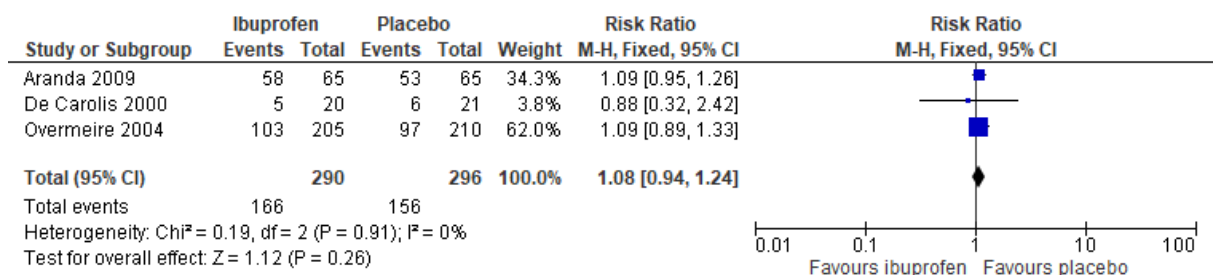 Ibuprofen Placebo Risk Ratio Risk Ratio
Study or Subgroup Events Total Events Total Weight M-H, Fixed, 95% CI M-H, Fixed, 95% CI
Aranda 2009 58 65 53 65 34.3% 1.09 [0.95, 1.26]
De Carolis 2000 5 20 6 21 3.8% 0.88 [0.32, 2.42]
Overmeire 2004 103 205 97 210 62.0% 1.09 [0.89, 1.33]
Total (95% CI) 290 296 100.0% 1.08 [0.94, 1.24]
Total events 166 156
Heterogeneity: Chi² = 0.19, df = 2 (P = 0.91); I² = 0%
Test for overall effect: Z = 1.12 (P = 0.26)
0.01 0.1 1 10 100
Favours ibuprofen Favours placebo